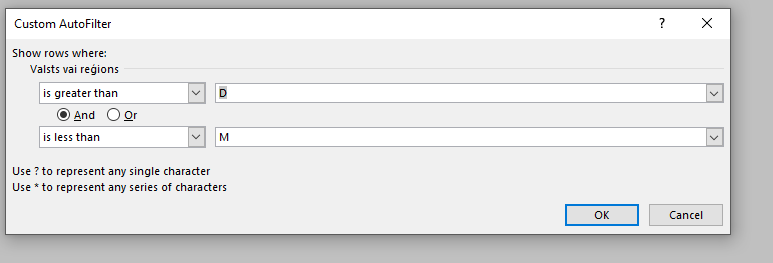 Custom AutoFilter ?
Show rows where:
Valsts vai reģions
is greater than D
And Or
is less than M
Use ? to represent any single character
Use * to represent any series of characters
OK Cancel